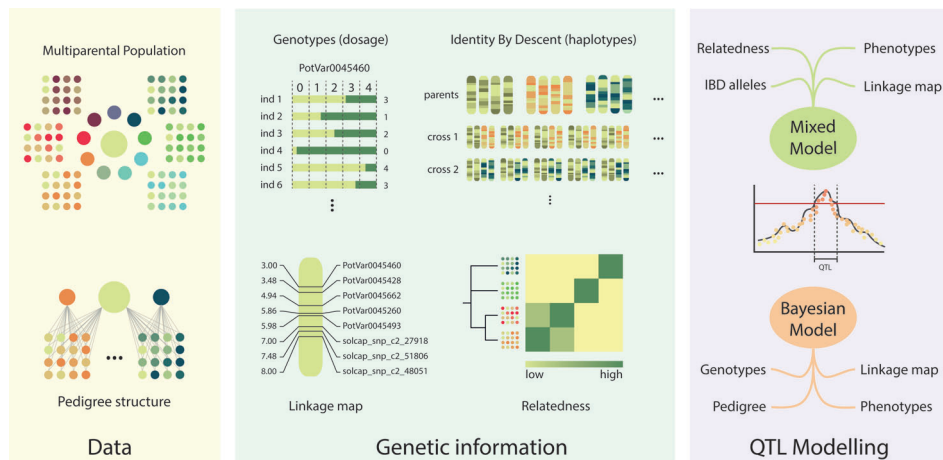 Multiparental Population
Pedigree structure
Data
Genotypes (dosage)
PotVar0045460
0 1 2 3 4
ind 1 3
ind 2 1
ind 3 2
ind 4 0
ind 5 4
ind 6 3
Identity By Descent (haplotypes)
parents ...
cross 1 ...
cross 2 ...
3.00 PotVar0045460
3.48 PotVar0045428
4.94 PotVar0045662
5.86 PotVar0045260
5.98 PotVar0045493
7.00 solcap_snp_c2_27918
7.48 solcap_snp_c2_51806
8.00 solcap_snp_c2_48051
Linkage map
low high
Relatedness
Genetic information
Relatedness Phenotypes
IBD alleles Linkage map
Mixed
Model
QTL
Bayesian
Model
Genotypes Linkage map
Pedigree Phenotypes
QTL Modelling